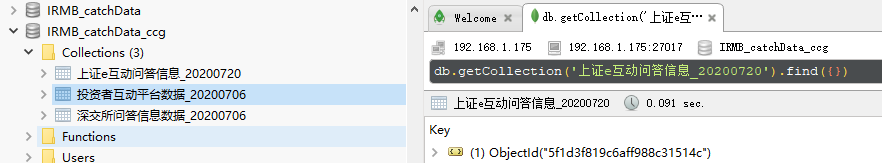 IRMB_catchData
IRMB_catchData_ccg
Collections (3)
上证e互动问答信息_20200720
投资者互动平台数据_20200706
深交所问答信息数据_20200706
Functions
Users
Welcome
db.getCollection('上证e互···
192.168.1.175
192.168.1.175:27017
IRMB_catchData_ccg
db.getCollection('上证e互动问答信息_20200720').find({})
上证e互动问答信息_20200720
0.091 sec.
Key
(1) ObjectId("5f1d3f819c6aff988c31514c")